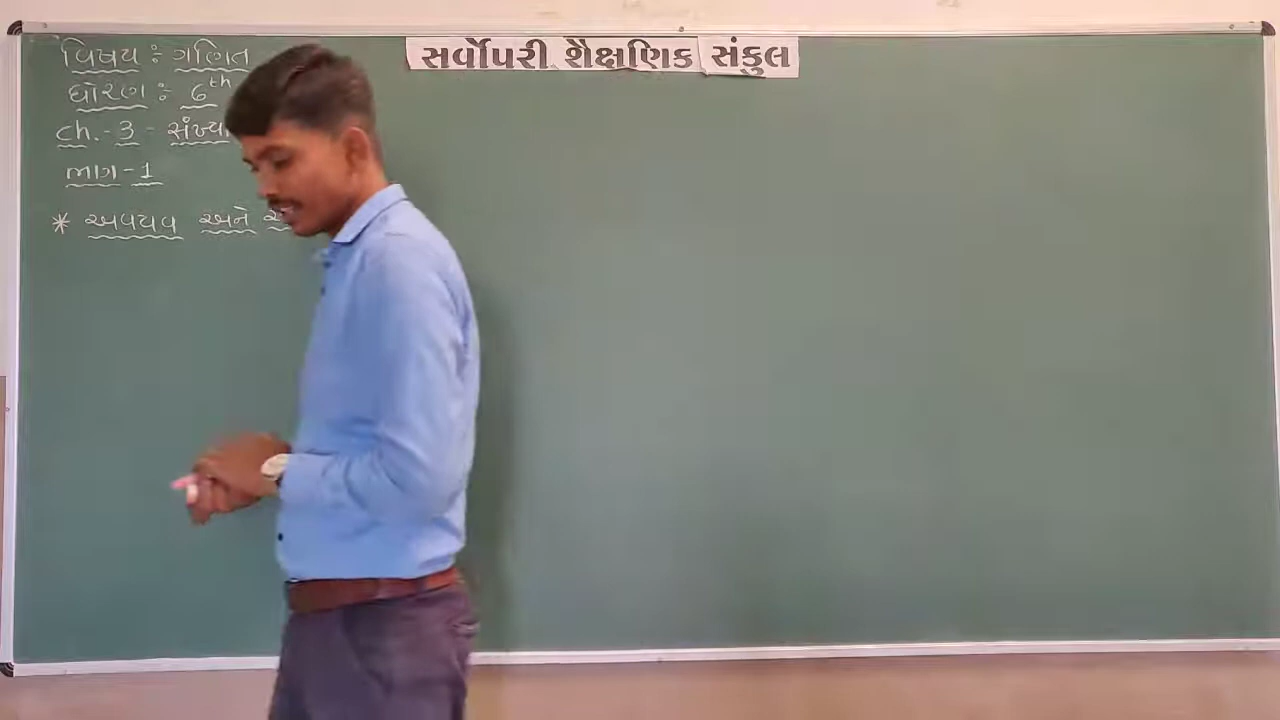 સર્વોપરી શૈક્ષણિક સંકુલ
વિષય : ગણિત
ધોરણ : 6th
ch. - 3 - સંખ્યા
ભાગ - 1
* અવયવ અને